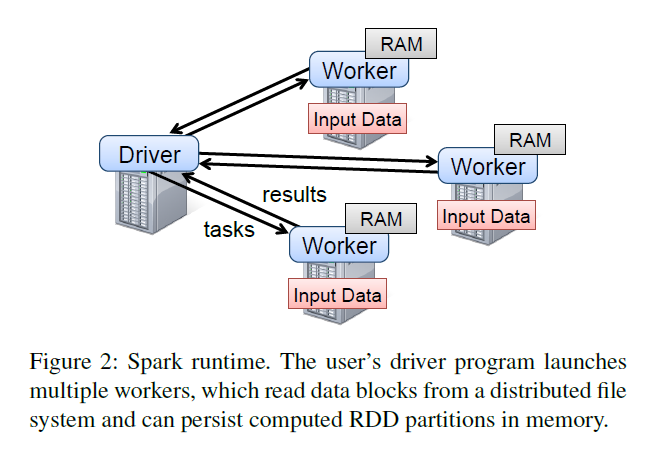 RAM
Worker
Input Data
RAM
Driver
Worker
results
Input Data
RAM
tasks
Worker
Input Data
Figure 2: Spark runtime. The user's driver program launches
multiple workers, which read data blocks from a distributed file
system and can persist computed RDD partitions in memory.